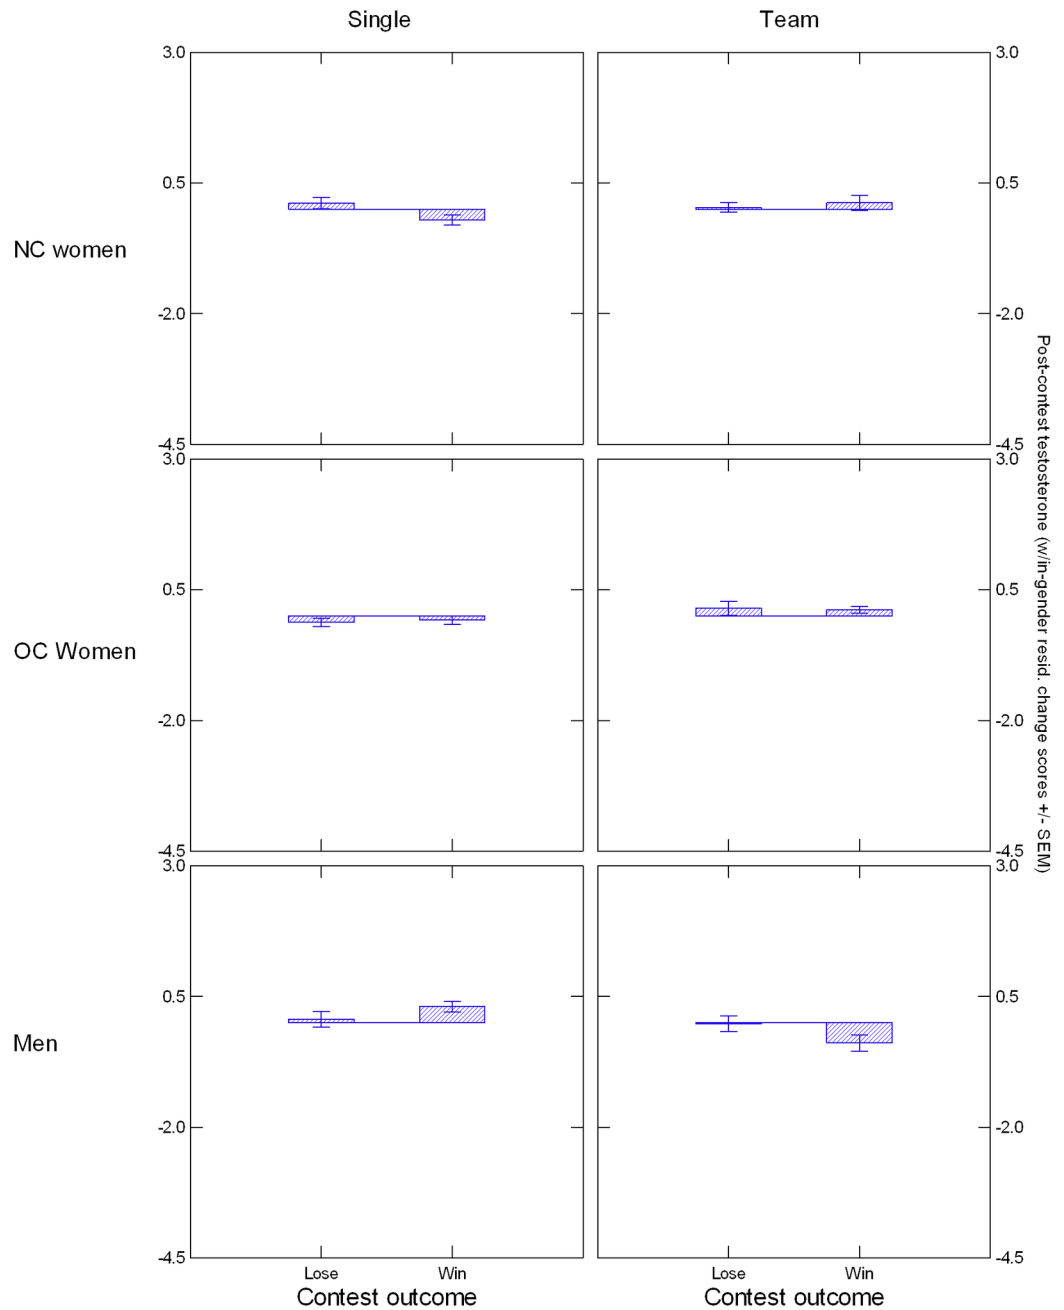 Single
Team
3.0
3.0
0.5
0.5
NC women
-2.0
-2.0
-4.5
-4.5
3.0
3.0
0.5
0.5
OC Women
-2.0
-2.0
-4.5
-4.5
3.0
3.0
0.5
0.5
Men
-2.0
-2.0
-4.5
-4.5
Lose
Win
Lose
Win
Contest outcome
Contest outcome
Post-contest testosterone (w/in-gender resid. change scores +/- SEM)